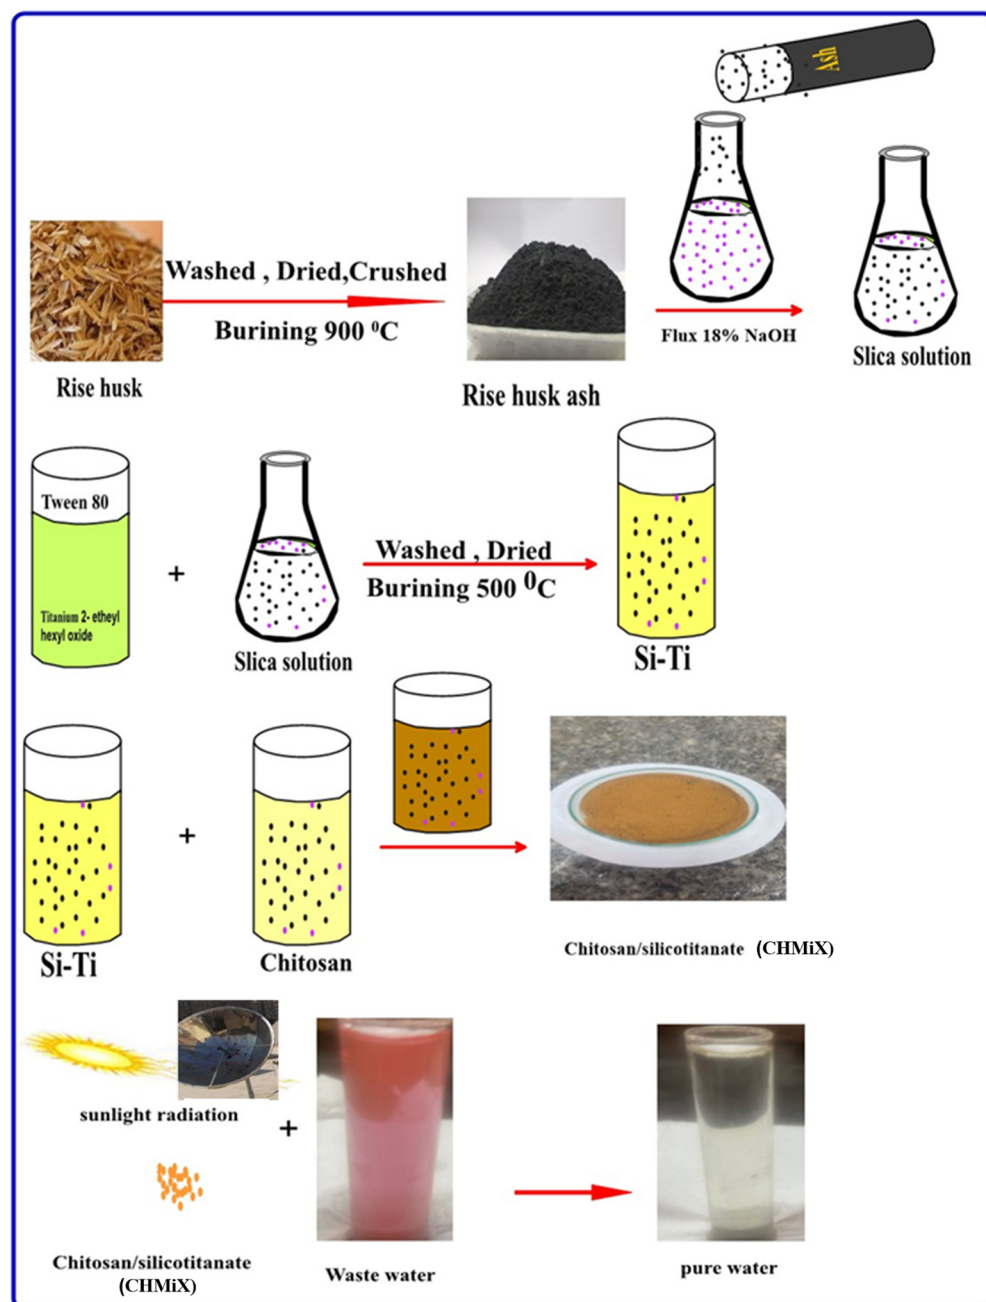 Ash
Washed , Dried,Crushed
Burining 900 ⁰C
Rise husk
Rise husk ash
Flux 18% NaOH
Slica solution
Tween 80
Titanium 2- etheyl
hexyl oxide
+
Slica solution
Washed , Dried
Burining 500 ⁰C
Si-Ti
Si-Ti
+
Chitosan
Chitosan/silicotitanate (CHMiX)
sunlight radiation
+
Chitosan/silicotitanate
(CHMiX)
Waste water
pure water